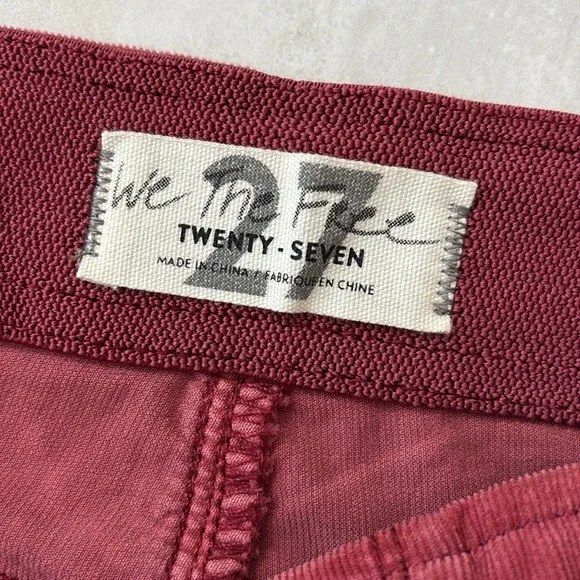 27
We The Free
TWENTY - SEVEN
MADE IN CHINA / FABRIQUE EN CHINE